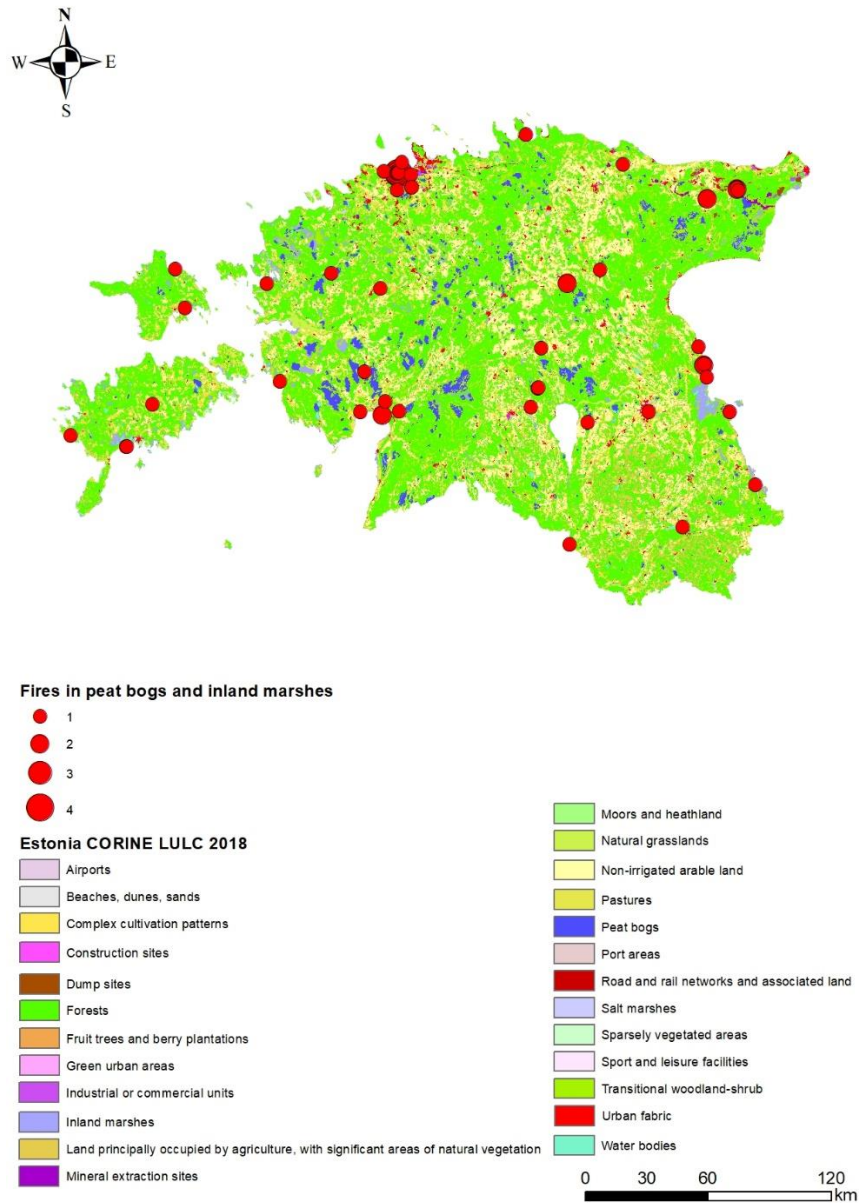 N
W E
S
Fires in peat bogs and inland marshes
1
2
3
4
Estonia CORINE LULC 2018
Airports
Beaches, dunes, sands
Complex cultivation patterns
Construction sites
Dump sites
Forests
Fruit trees and berry plantations
Green urban areas
Industrial or commercial units
Inland marshes
Land principally occupied by agriculture, with significant areas of natural vegetation
Mineral extraction sites
Moors and heathland
Natural grasslands
Non-irrigated arable land
Pastures
Peat bogs
Port areas
Road and rail networks and associated land
Salt marshes
Sparsely vegetated areas
Sport and leisure facilities
Transitional woodland-shrub
Urban fabric
Water bodies
0 30 60 120
km